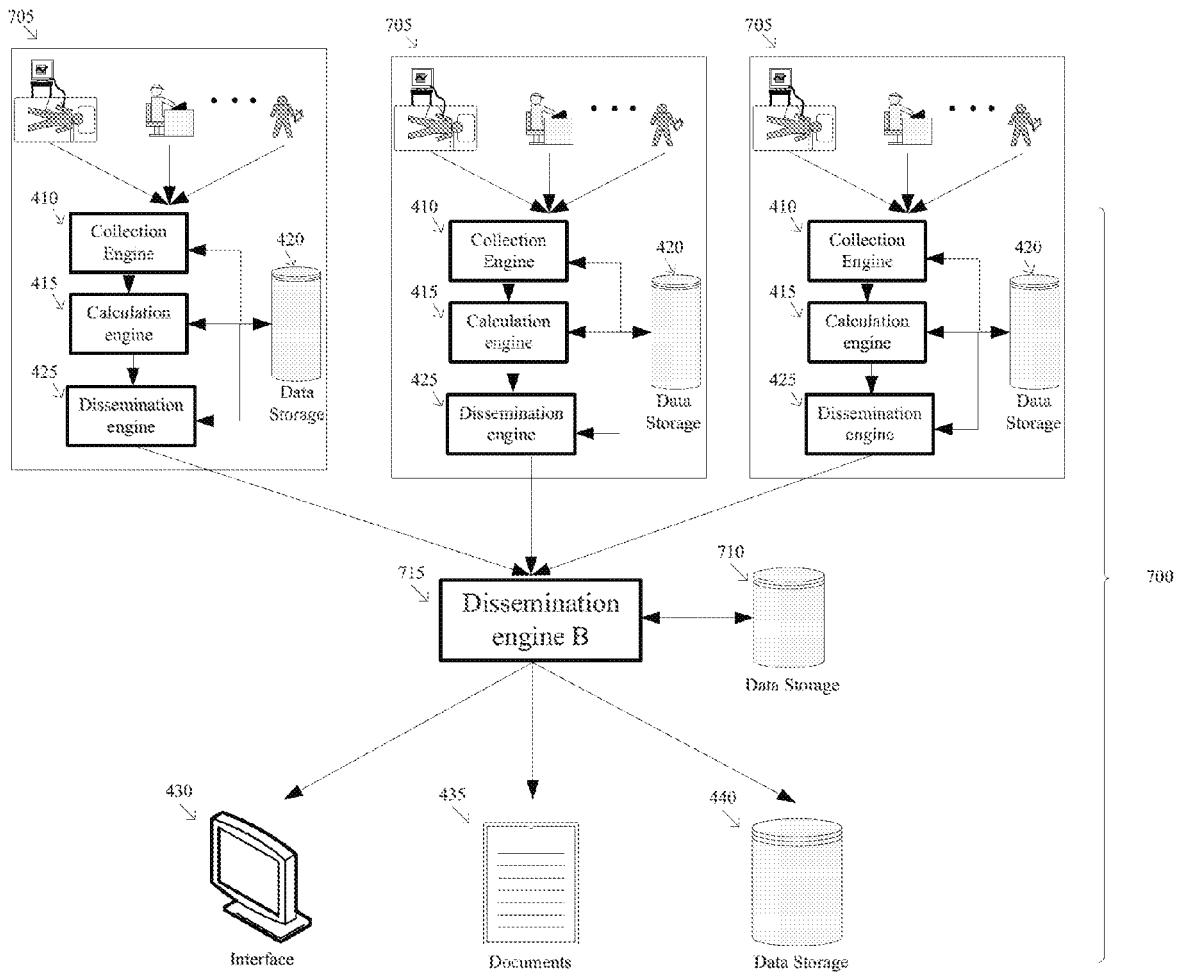 705
705
705
410
Collection
Engine
420
415
Calculation
engine
425
Dissemination
engine
Data
Storage
410
Collection
Engine
420
415
Calculation
engine
425
Dissemination
engine
Data
Storage
410
Collection
Engine
420
415
Calculation
engine
425
Dissemination
engine
Data
Storage
715
Dissemination
engine B
710
Data Storage
700
430
Interface
435
Documents
440
Data Storage